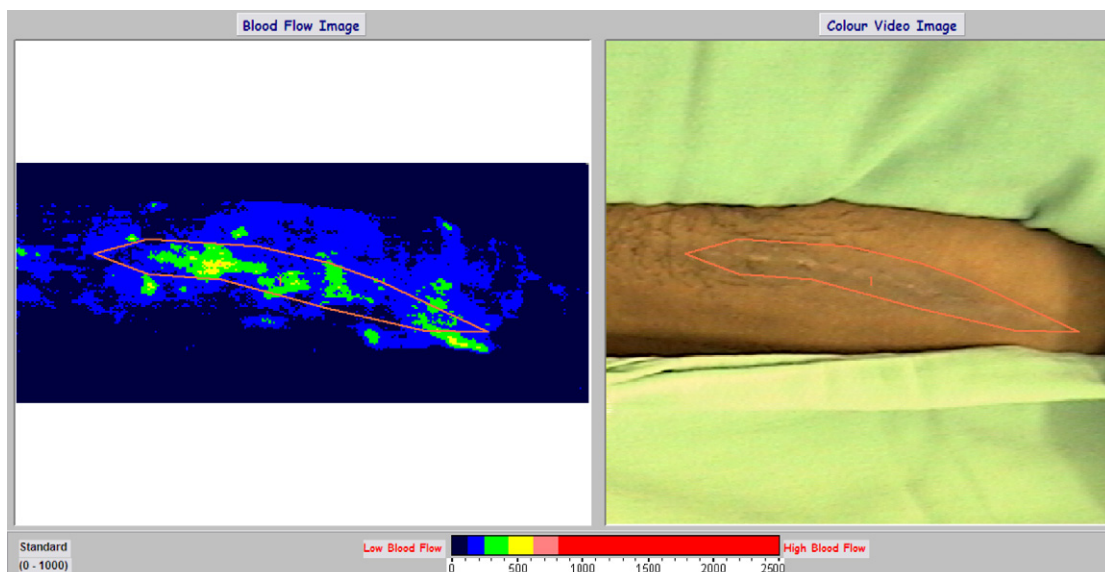 Blood Flow Image
Colour Video Image
Standard
(0 - 1000)
Low Blood Flow
High Blood Flow
0 500 1000 1500 2000 2500